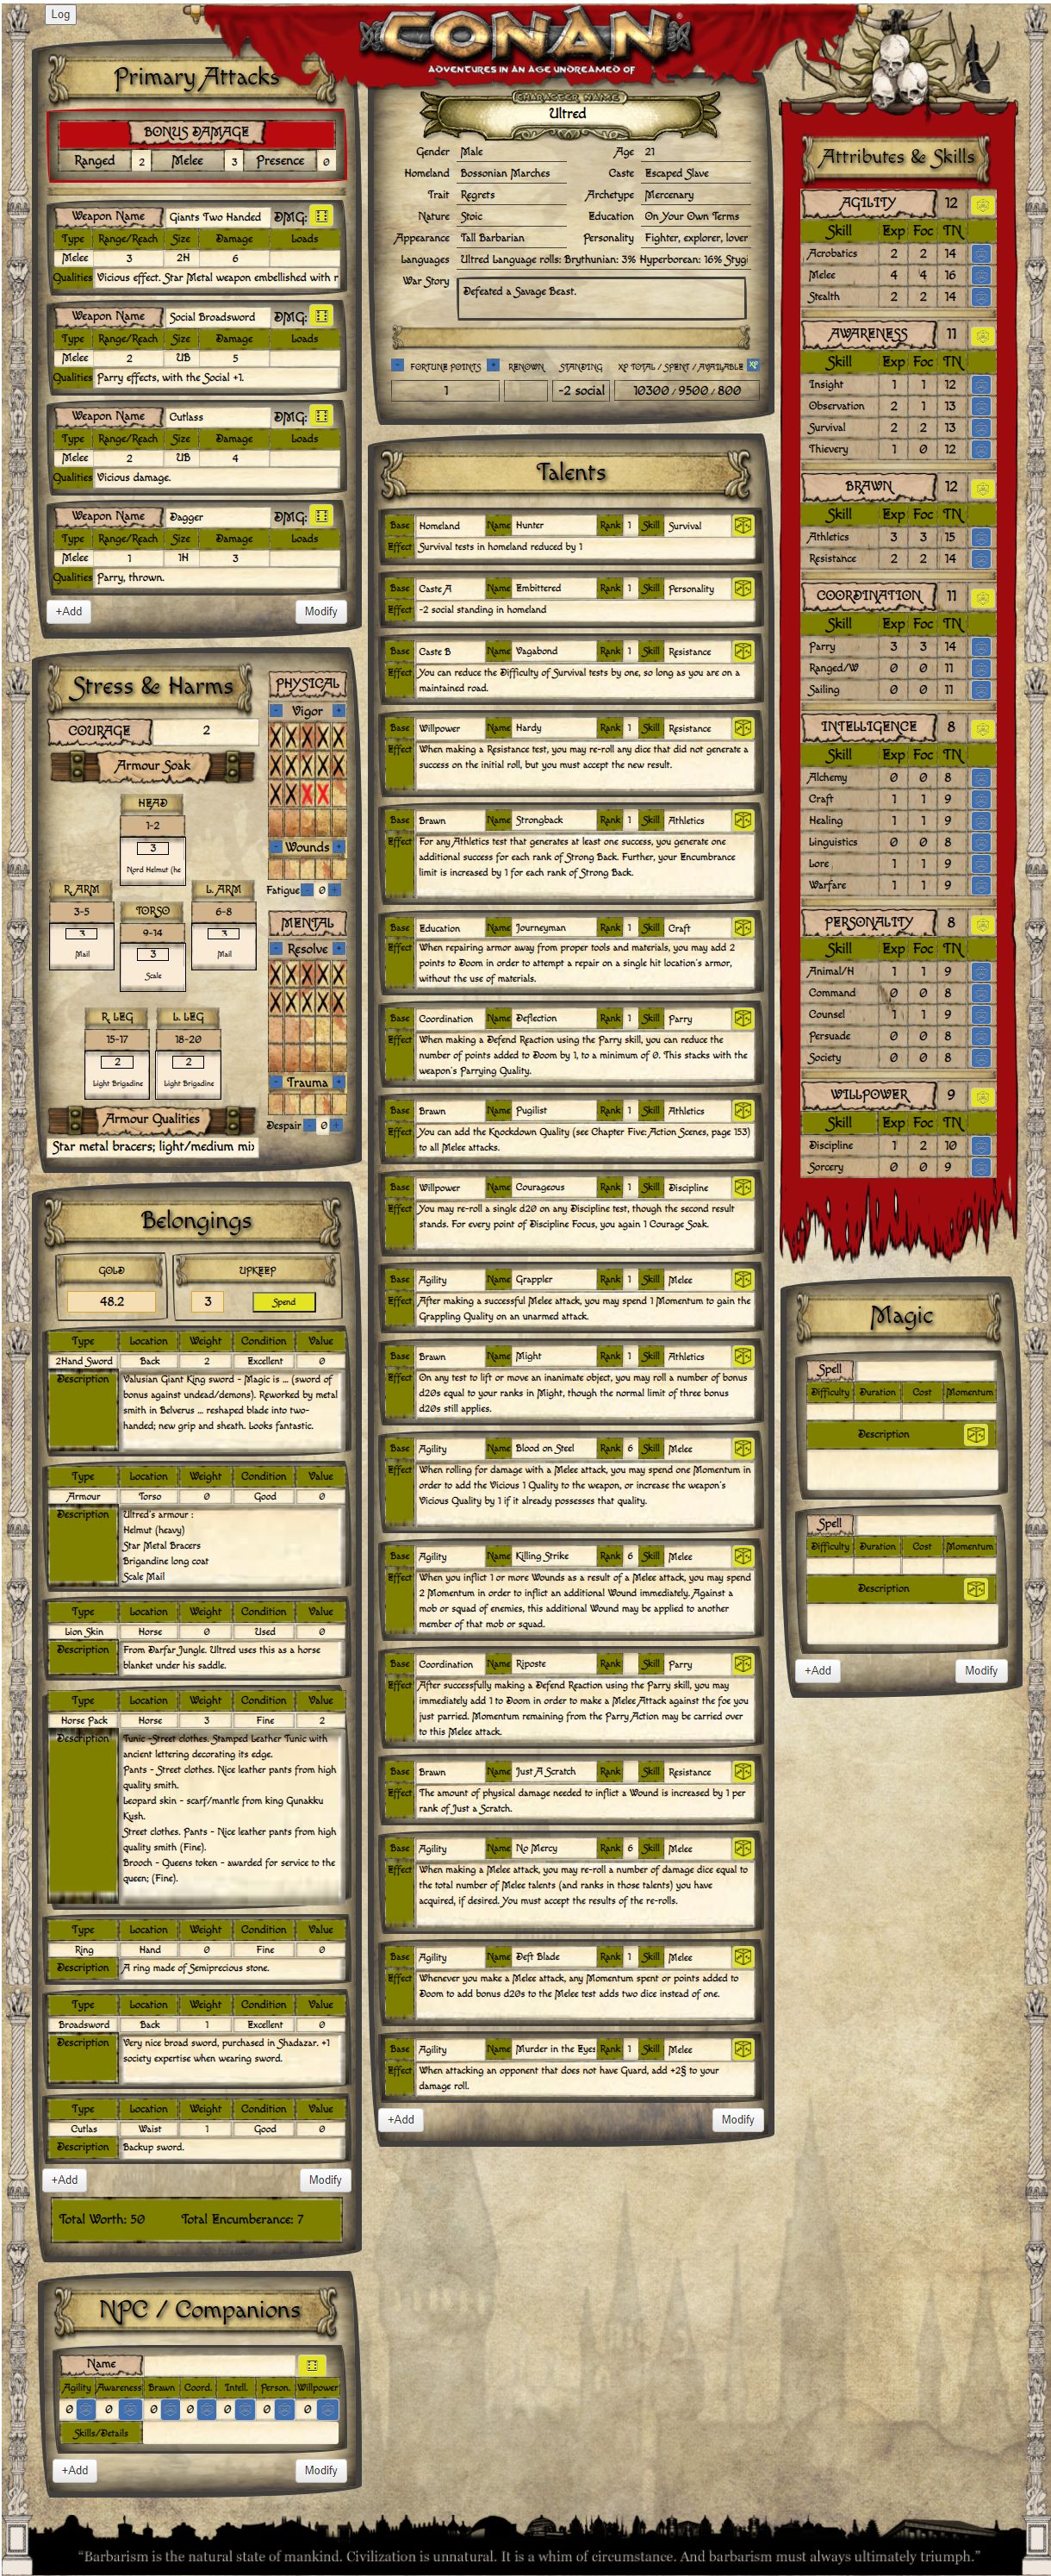 Log
CONAN
ADVENTURES IN AN AGE UNDREAMED OF
Primary Attacks
BONUS DAMAGE
Ranged 2 Melee 3 Presence 0
Weapon Name Giants Two Handed DMG:
Type Range/Reach Size Damage Loads
Melee 3 2H 6
Qualities Vicious effect. Star Metal weapon embellished with r
Weapon Name Social Broadsword DMG:
Type Range/Reach Size Damage Loads
Melee 2 UB 5
Qualities Parry effects, with the Social +1.
Weapon Name Cutlass DMG:
Type Range/Reach Size Damage Loads
Melee 2 UB 4
Qualities Vicious damage.
Weapon Name Dagger DMG:
Type Range/Reach Size Damage Loads
Melee 1 1H 3
Qualities Parry, thrown.
+Add Modify
Stress & Harms
COURAGE 2
Armour Soak
HEAD
1-2
3
Nord Helmut (he
R. ARM
3-5
3
Mail
TORSO
9-14
3
Scale
L. ARM
6-8
3
Mail
R. LEG
15-17
2
Light Brigadine
L. LEG
18-20
2
Light Brigadine
Armour Qualities
Star metal bracers; light/medium mix
PHYSICAL
- Vigor +
- Wounds +
Fatigue - 0 +
MENTAL
- Resolve +
- Trauma +
Despair - 0 +
Belongings
GOLD UPKEEP
48.2 3 Spend
Type Location Weight Condition Value
2Hand Sword Back 2 Excellent 0
Description Valusian Giant King sword - Magic is ... (sword of
bonus against undead/demons). Reworked by metal
smith in Belverus ... reshaped blade into two-
handed; new grip and sheath. Looks fantastic.
Type Location Weight Condition Value
Armour Torso 0 Good 0
Description Ultred's armour :
Helmut (heavy)
Star Metal Bracers
Brigandine long coat
Scale Mail
Type Location Weight Condition Value
Lion Skin Horse 0 Used 0
Description From Darfar Jungle. Ultred uses this as a horse
blanket under his saddle.
Type Location Weight Condition Value
Horse Pack Horse 3 Fine 2
Description Tunic -Street clothes. Stamped Leather Tunic with
ancient lettering decorating its edge.
Pants - Street clothes. Nice leather pants from high
quality smith.
Leopard skin - scarf/mantle from king Gunakku
Kush.
Street clothes. Pants - Nice leather pants from high
quality smith (Fine).
Brooch - Queens token - awarded for service to the
queen; (Fine).
Type Location Weight Condition Value
Ring Hand 0 Fine 0
Description A ring made of Semiprecious stone.
Type Location Weight Condition Value
Broadsword Back 1 Excellent 0
Description Very nice broad sword, purchased in Shadazar. +1
society expertise when wearing sword.
Type Location Weight Condition Value
Cutlas Waist 1 Good 0
Description Backup sword.
+Add Modify
Total Worth: 50 Total Encumberance: 7
NPC / Companions
Name
Agility Awareness Brawn Coord. Intell. Person. Willpower
0 0 0 0 0 0 0
Skills/Details
+Add Modify
CHARACTER NAME
Ultred
Gender Male Age 21
Homeland Bossonian Marches Caste Escaped Slave
Trait Regrets Archetype Mercenary
Nature Stoic Education On Your Own Terms
Appearance Tall Barbarian Personality Fighter, explorer, lover
Languages Ultred Language rolls: Brythunian: 3% Hyperborean: 16% Stygi
War Story Defeated a Savage Beast.
- FORTUNE POINTS + RENOWN STANDING XP TOTAL / SPENT / AVAILABLE XP
1 -2 social 10300 / 9500 / 800
Talents
Base Homeland Name Hunter Rank 1 Skill Survival
Effect Survival tests in homeland reduced by 1
Base Caste A Name Embittered Rank 1 Skill Personality
Effect -2 social standing in homeland
Base Caste B Name Vagabond Rank 1 Skill Resistance
Effect You can reduce the Difficulty of Survival tests by one, so long as you are on a
maintained road.
Base Willpower Name Hardy Rank 1 Skill Resistance
Effect When making a Resistance test, you may re-roll any dice that did not generate a
success on the initial roll, but you must accept the new result.
Base Brawn Name Strongback Rank 1 Skill Athletics
Effect For any Athletics test that generates at least one success, you generate one
additional success for each rank of Strong Back. Further, your Encumbrance
limit is increased by 1 for each rank of Strong Back.
Base Education Name Journeyman Rank 1 Skill Craft
Effect When repairing armor away from proper tools and materials, you may add 2
points to Doom in order to attempt a repair on a single hit location's armor,
without the use of materials.
Base Coordination Name Deflection Rank 1 Skill Parry
Effect When making a Defend Reaction using the Parry skill, you can reduce the
number of points added to Doom by 1, to a minimum of 0. This stacks with the
weapon's Parrying Quality.
Base Brawn Name Pugilist Rank 1 Skill Athletics
Effect You can add the Knockdown Quality (see Chapter Five: Action Scenes, page 153)
to all Melee attacks.
Base Willpower Name Courageous Rank 1 Skill Discipline
Effect You may re-roll a single d20 on any Discipline test, though the second result
stands. For every point of Discipline Focus, you again 1 Courage Soak.
Base Agility Name Grappler Rank 1 Skill Melee
Effect After making a successful Melee attack, you may spend 1 Momentum to gain the
Grappling Quality on an unarmed attack.
Base Brawn Name Might Rank 1 Skill Athletics
Effect On any test to lift or move an inanimate object, you may roll a number of bonus
d20s equal to your ranks in Might, though the normal limit of three bonus
d20s still applies.
Base Agility Name Blood on Steel Rank 6 Skill Melee
Effect When rolling for damage with a Melee attack, you may spend one Momentum in
order to add the Vicious 1 Quality to the weapon, or increase the weapon's
Vicious Quality by 1 if it already possesses that quality.
Base Agility Name Killing Strike Rank 6 Skill Melee
Effect When you inflict 1 or more Wounds as a result of a Melee attack, you may spend
2 Momentum in order to inflict an additional Wound immediately. Against a
mob or squad of enemies, this additional Wound may be applied to another
member of that mob or squad.
Base Coordination Name Riposte Rank Skill Parry
Effect After successfully making a Defend Reaction using the Parry skill, you may
immediately add 1 to Doom in order to make a Melee Attack against the foe you
just parried. Momentum remaining from the Parry Action may be carried over
to this Melee attack.
Base Brawn Name Just A Scratch Rank Skill Resistance
Effect The amount of physical damage needed to inflict a Wound is increased by 1 per
rank of Just a Scratch.
Base Agility Name No Mercy Rank 6 Skill Melee
Effect When making a Melee attack, you may re-roll a number of damage dice equal to
the total number of Melee talents (and ranks in those talents) you have
acquired, if desired. You must accept the results of the re-rolls.
Base Agility Name Deft Blade Rank 1 Skill Melee
Effect Whenever you make a Melee attack, any Momentum spent or points added to
Doom to add bonus d20s to the Melee test adds two dice instead of one.
Base Agility Name Murder in the Eyes Rank 1 Skill Melee
Effect When attacking an opponent that does not have Guard, add +2§ to your
damage roll.
+Add Modify
Attributes & Skills
AGILITY 12
Skill Exp Foc TN
Acrobatics 2 2 14
Melee 4 4 16
Stealth 2 2 14
AWARENESS 11
Skill Exp Foc TN
Insight 1 1 12
Observation 2 1 13
Survival 2 2 13
Thievery 1 0 12
BRAWN 12
Skill Exp Foc TN
Athletics 3 3 15
Resistance 2 2 14
COORDINATION 11
Skill Exp Foc TN
Parry 3 3 14
Ranged/W 0 0 11
Sailing 0 0 11
INTELLIGENCE 8
Skill Exp Foc TN
Alchemy 0 0 8
Craft 1 1 9
Healing 1 1 9
Linguistics 0 0 8
Lore 1 1 9
Warfare 1 1 9
PERSONALITY 8
Skill Exp Foc TN
Animal/H 1 1 9
Command 0 0 8
Counsel 1 1 9
Persuade 0 0 8
Society 0 0 8
WILLPOWER 9
Skill Exp Foc TN
Discipline 1 2 10
Sorcery 0 0 9
Magic
Spell
Difficulty Duration Cost Momentum
Description
Spell
Difficulty Duration Cost Momentum
Description
+Add Modify
“Barbarism is the natural state of mankind. Civilization is unnatural. It is a whim of circumstance. And barbarism must always ultimately triumph.”